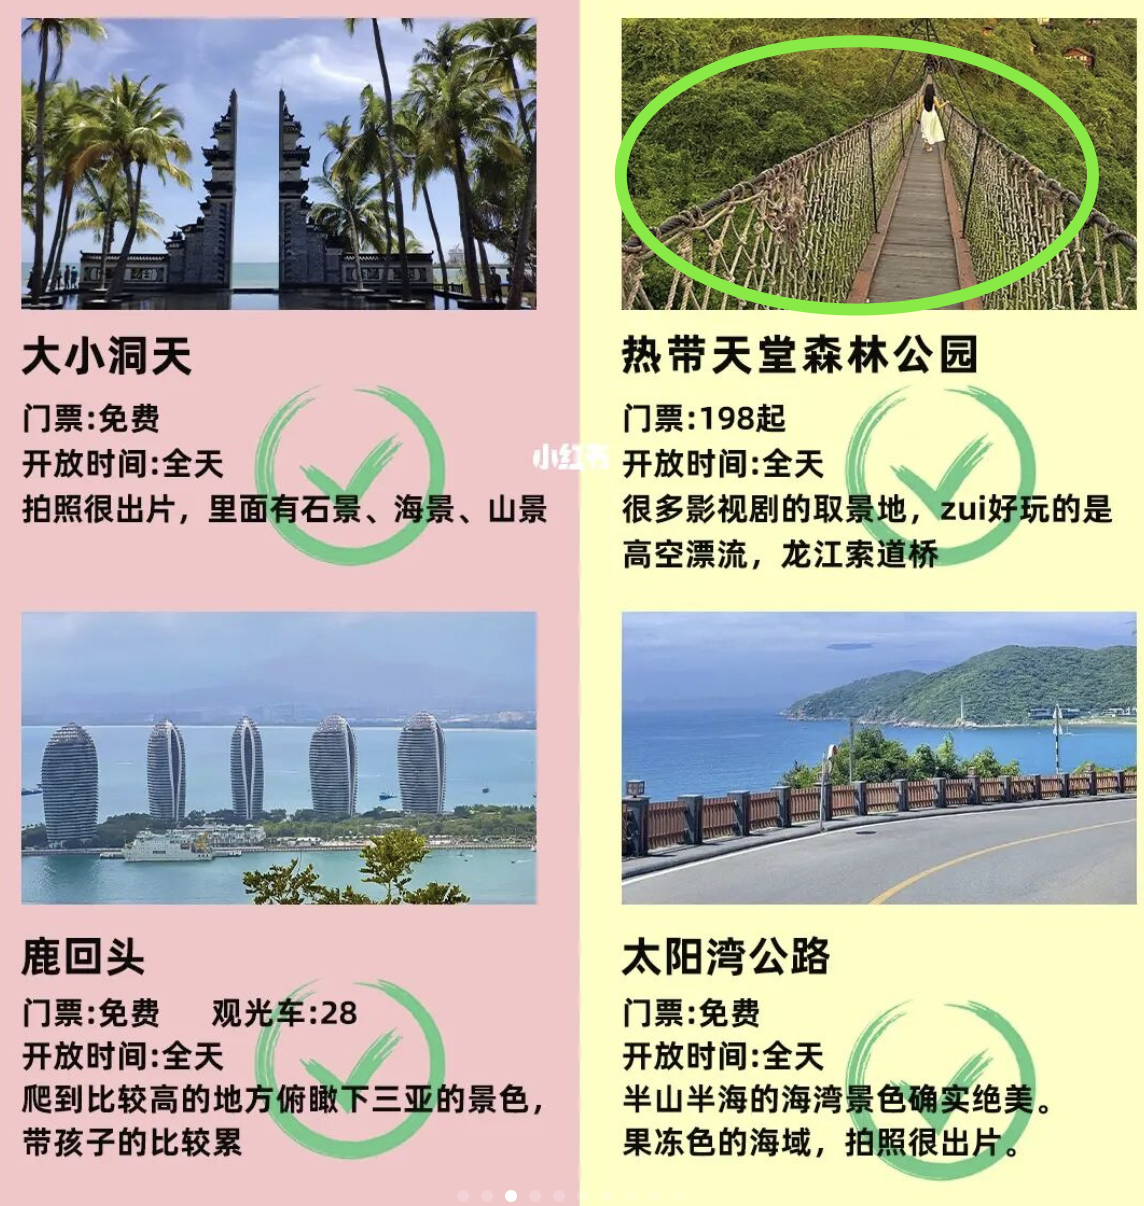 大小洞天
门票:免费
开放时间:全天
拍照很出片，里面有石景、海景、山景
热带天堂森林公园
门票:198起
开放时间:全天
很多影视剧的取景地，zui好玩的是
高空漂流，龙江索道桥
小红书
鹿回头
门票:免费 观光车:28
开放时间:全天
爬到比较高的地方俯瞰下三亚的景色，
带孩子的比较累
太阳湾公路
门票:免费
开放时间:全天
半山半海的海湾景色确实绝美。
果冻色的海域，拍照很出片。